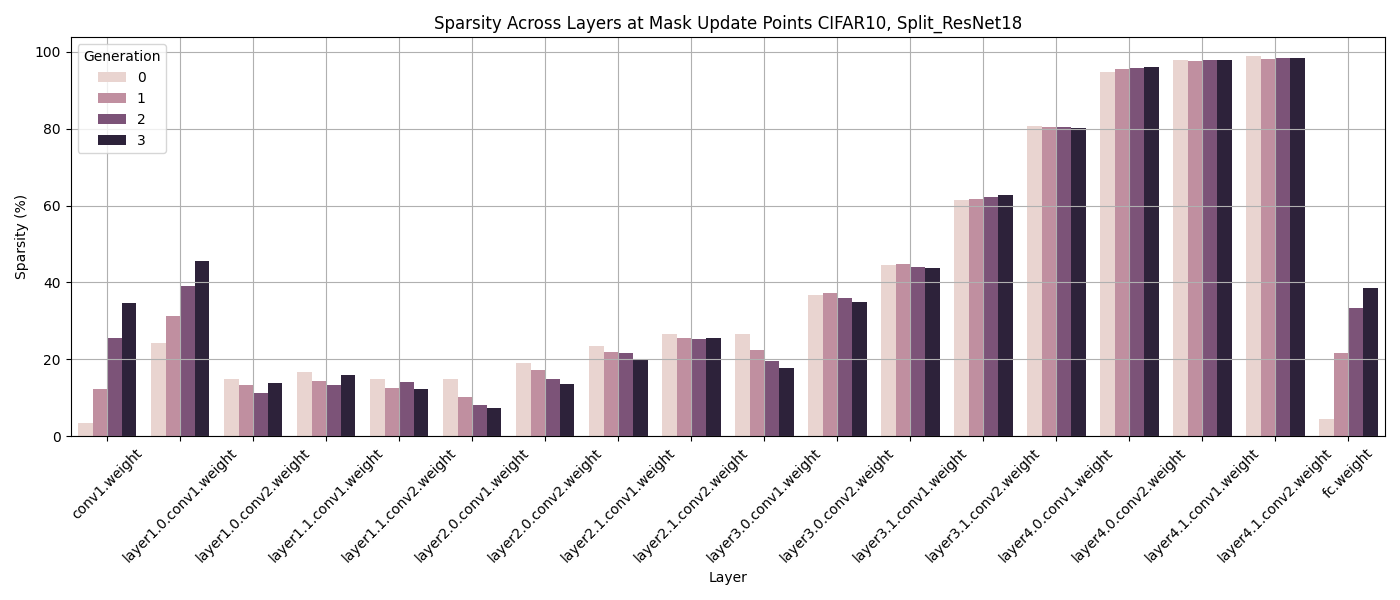 Sparsity Across Layers at Mask Update Points CIFAR10, Split_ResNet18
Sparsity (%)
100
80
60
40
20
0
Generation
0
1
2
3
conv1.weight
layer1.0.conv1.weight
layer1.0.conv2.weight
layer1.1.conv1.weight
layer1.1.conv2.weight
layer2.0.conv1.weight
layer2.0.conv2.weight
layer2.1.conv1.weight
layer2.1.conv2.weight
layer3.0.conv1.weight
layer3.0.conv2.weight
layer3.1.conv1.weight
layer3.1.conv2.weight
layer4.0.conv1.weight
layer4.0.conv2.weight
layer4.1.conv1.weight
layer4.1.conv2.weight
fc.weight
Layer